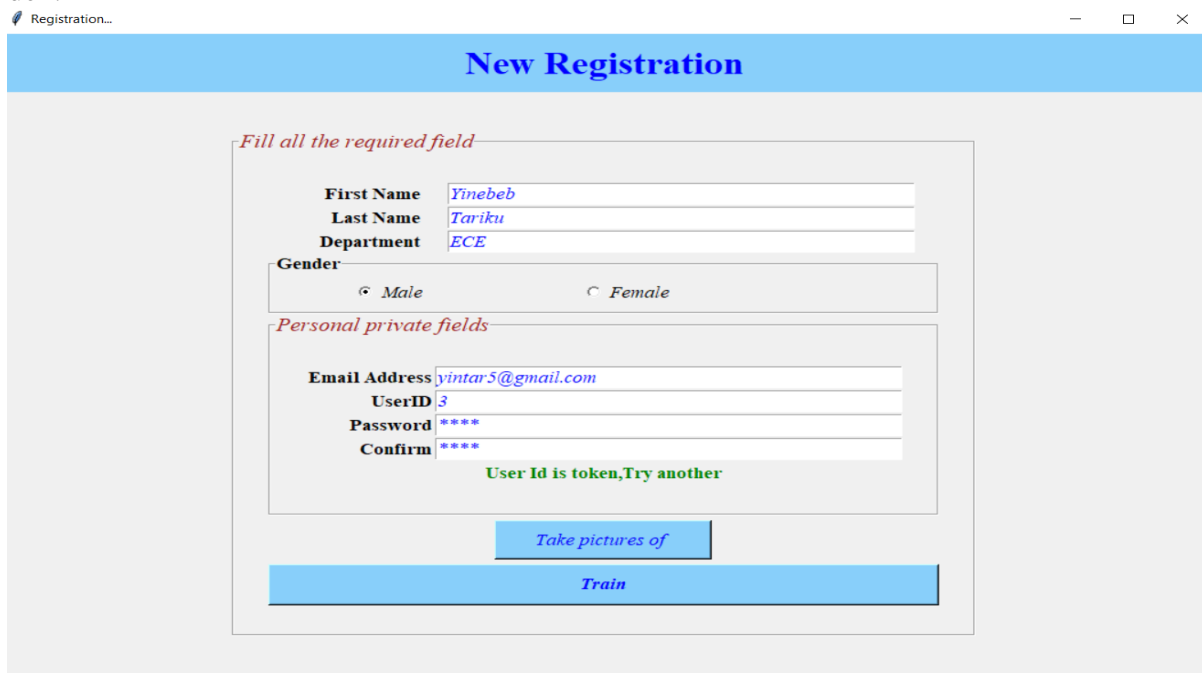 Registration...
New Registration
Fill all the required field
First Name Yinebeb
Last Name Tariku
Department ECE
Gender
Male Female
Personal private fields
Email Address yintar5@gmail.com
UserID 3
Password ****
Confirm ****
User Id is token,Try another
Take pictures of
Train